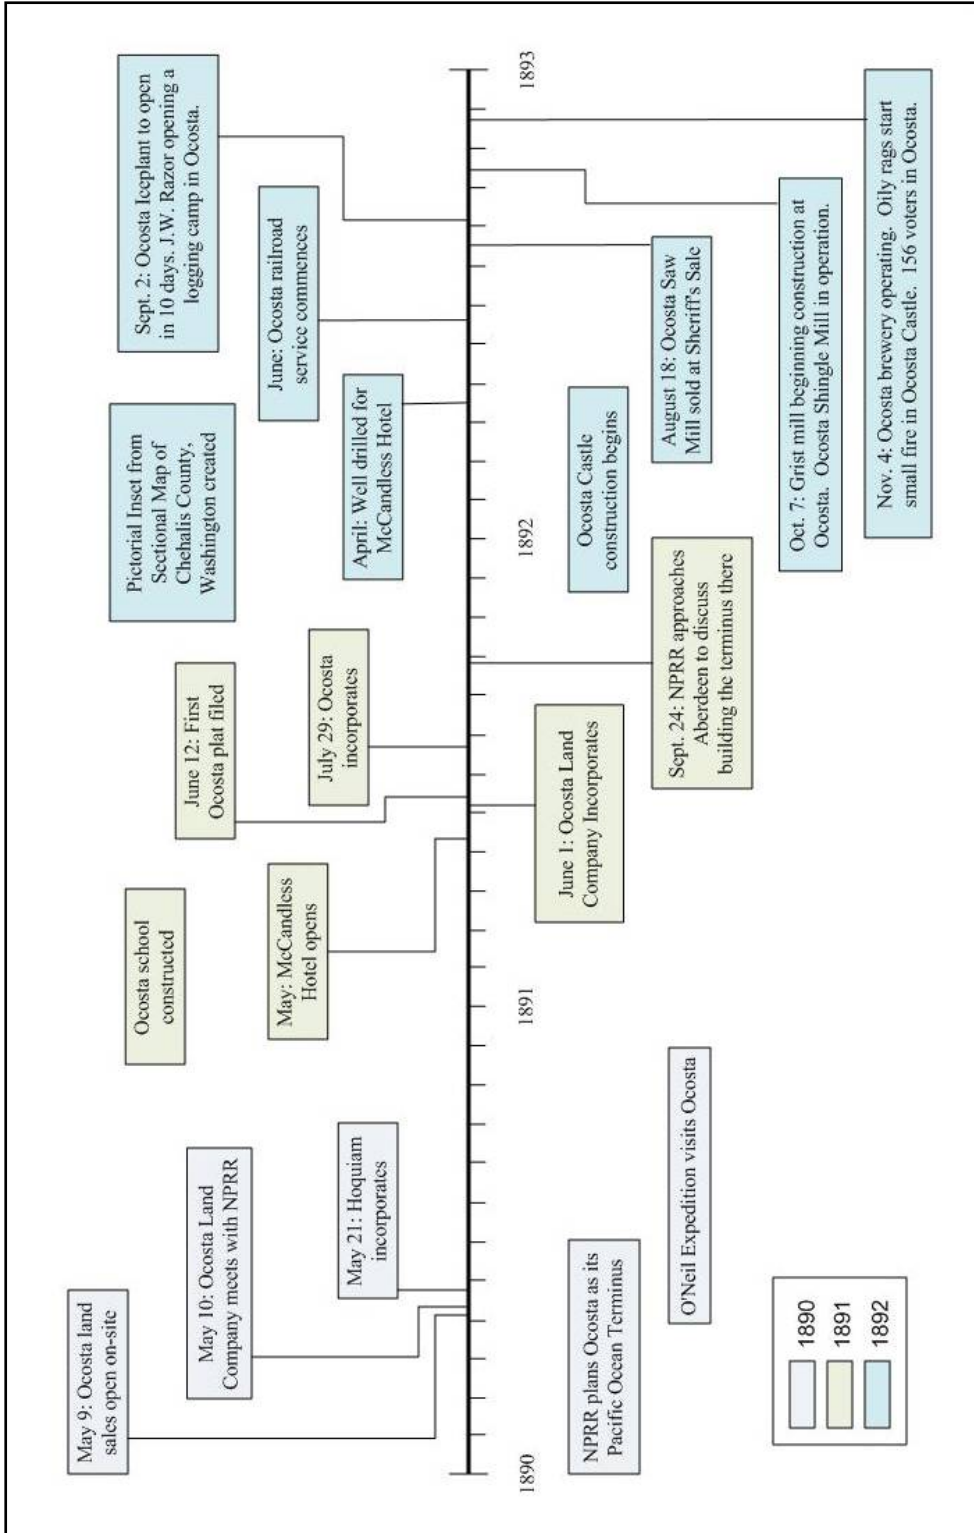 May 9: Ocosta land
sales open on-site
May 10: Ocosta Land
Company meets with NPRR
May 21: Hoquiam
incorporates
Ocosta school
constructed
May: McCandless
Hotel opens
June 12: First
Ocosta plat filed
July 29: Ocosta
incorporates
Pictorial Inset from
Sectional Map of
Chehalis County,
Washington created
April: Well drilled for
McCandless Hotel
June: Ocosta railroad
service commences
Sept. 2: Ocosta Iceplant to open
in 10 days. J.W. Razor opening a
logging camp in Ocosta.
1890
1891
1892
1893
NPRR plans Ocosta as its
Pacific Ocean Terminus
O'Neil Expedition visits Ocosta
June 1: Ocosta Land
Company Incorporates
Sept. 24: NPRR approaches
Aberdeen to discuss
building the terminus there
Ocosta Castle
construction begins
August 18: Ocosta Saw
Mill sold at Sheriff's Sale
Oct. 7: Grist mill beginning construction at
Ocosta. Ocosta Shingle Mill in operation.
Nov. 4: Ocosta brewery operating. Oily rags start
small fire in Ocosta Castle. 156 voters in Ocosta.
1890
1891
1892